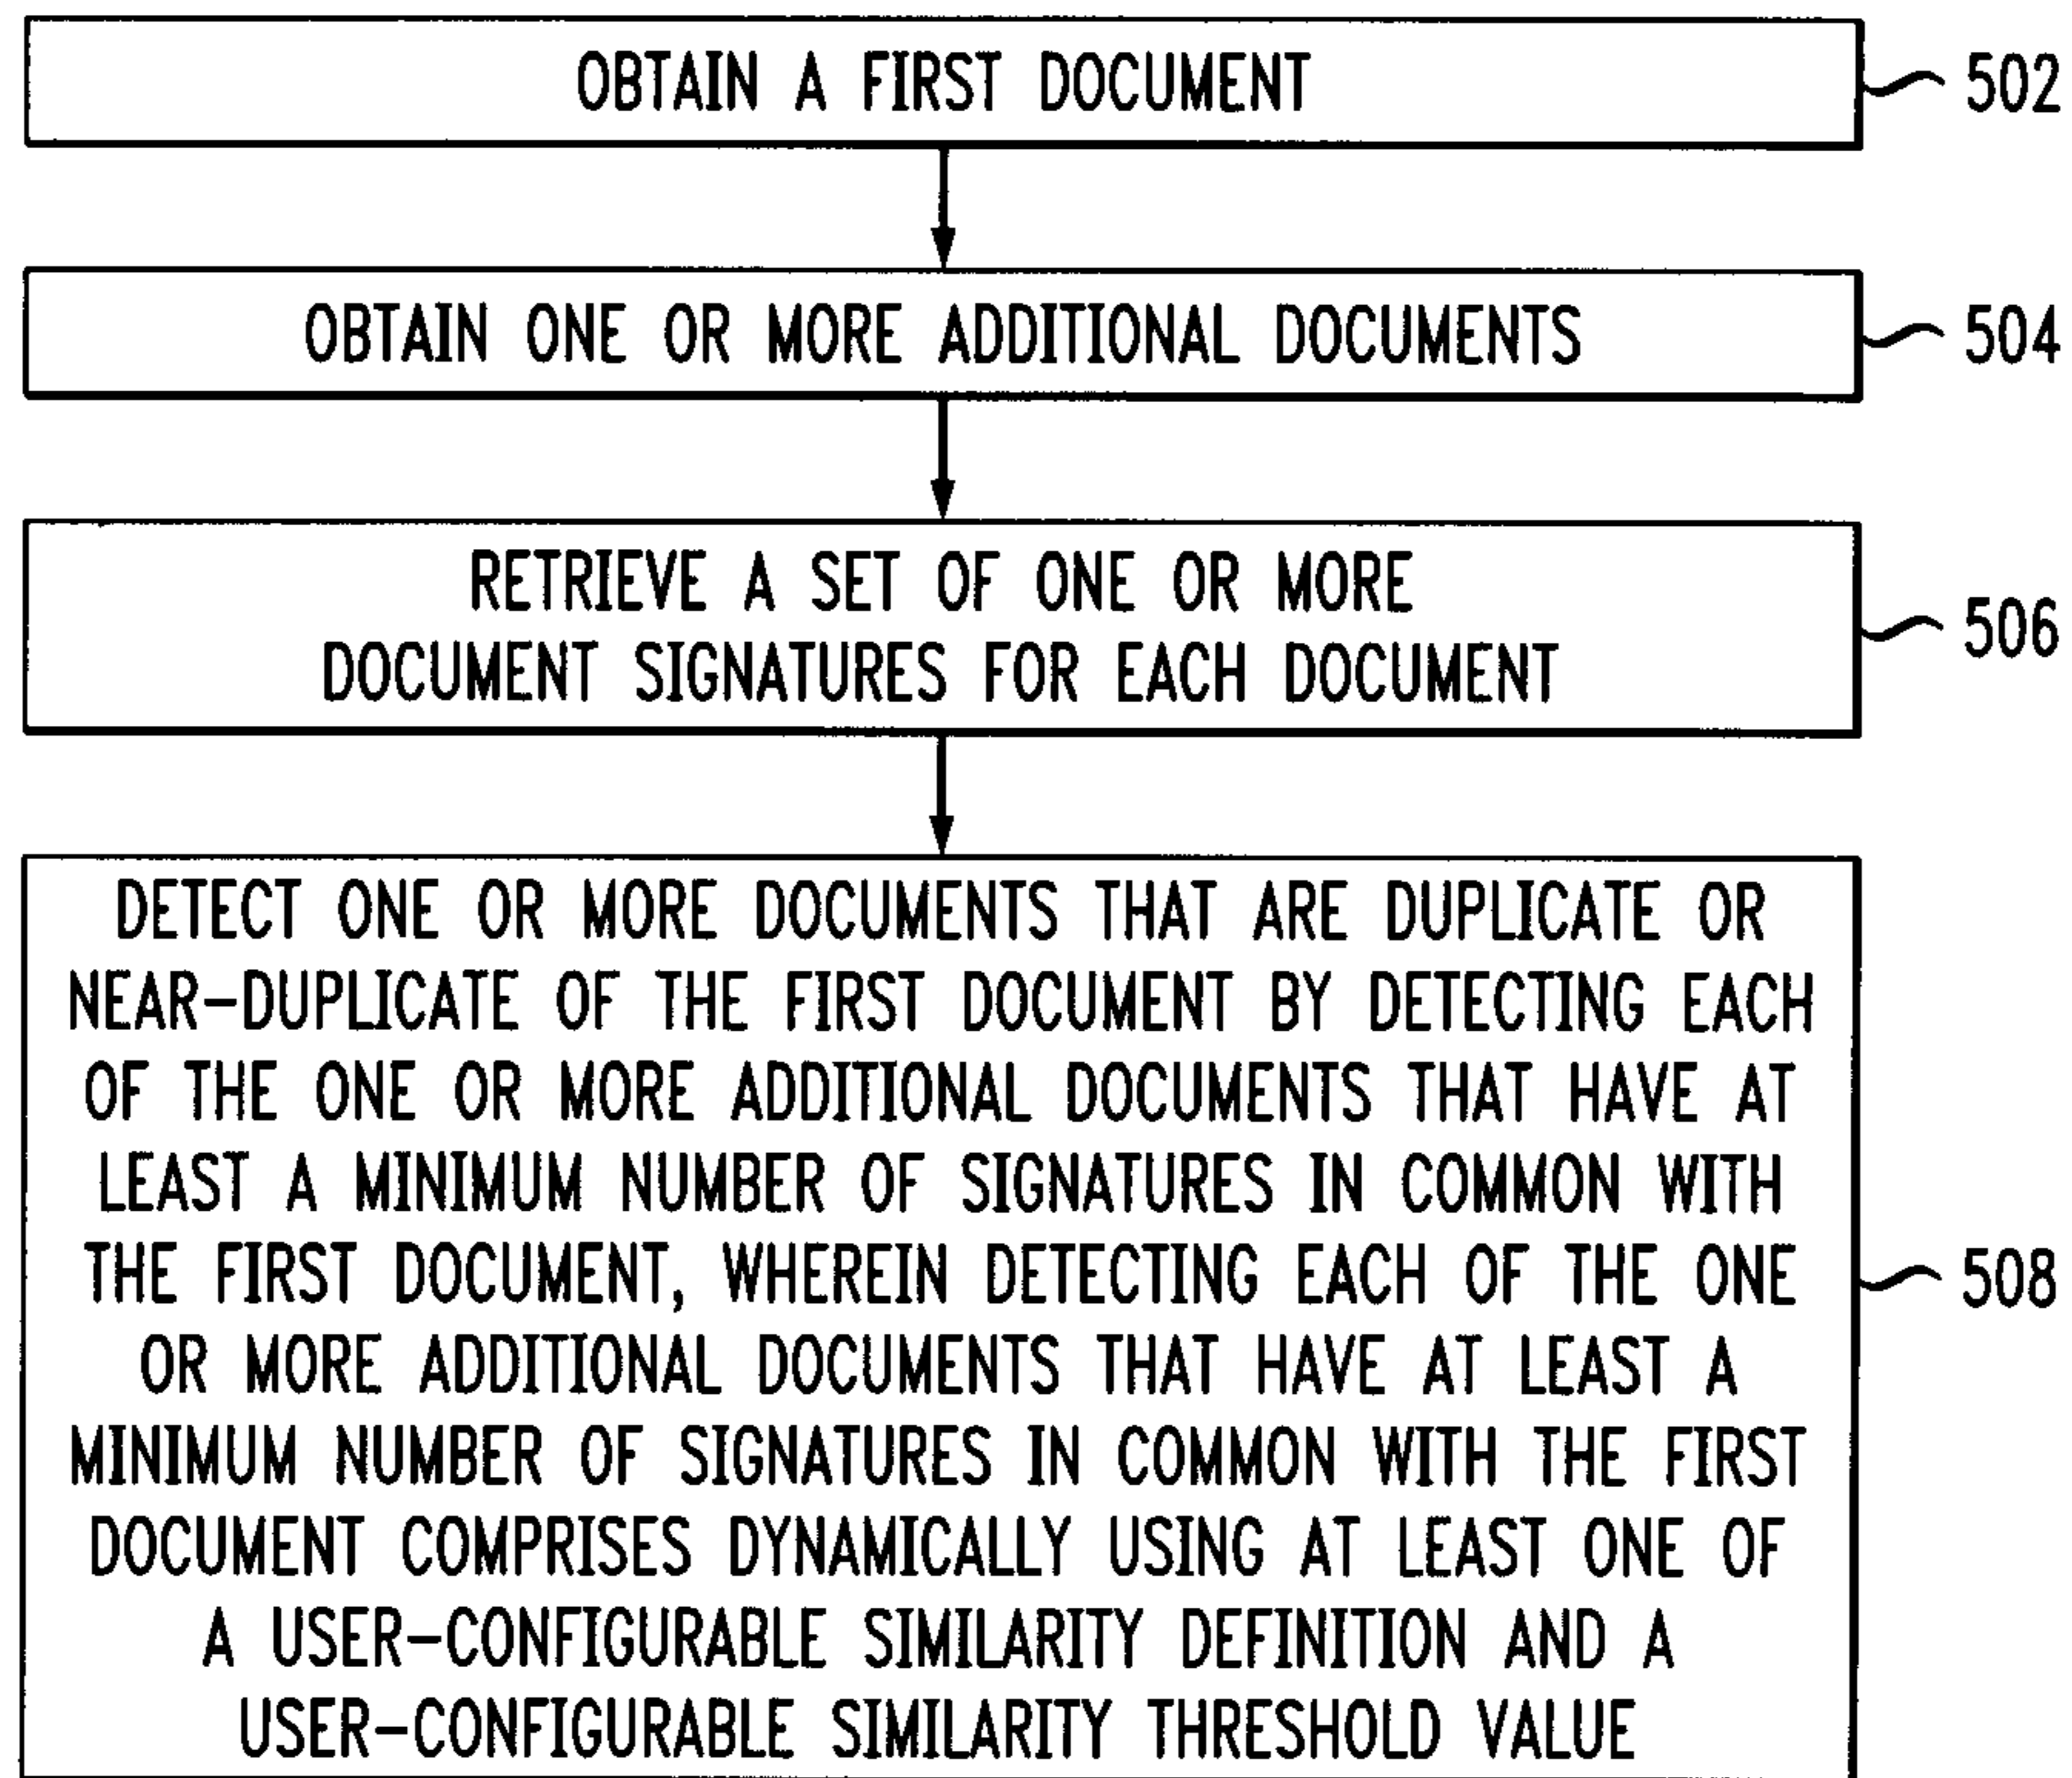 OBTAIN A FIRST DOCUMENT
502
OBTAIN ONE OR MORE ADDITIONAL DOCUMENTS
504
RETRIEVE A SET OF ONE OR MORE
DOCUMENT SIGNATURES FOR EACH DOCUMENT
506
DETECT ONE OR MORE DOCUMENTS THAT ARE DUPLICATE OR
NEAR-DUPLICATE OF THE FIRST DOCUMENT BY DETECTING EACH
OF THE ONE OR MORE ADDITIONAL DOCUMENTS THAT HAVE AT
LEAST A MINIMUM NUMBER OF SIGNATURES IN COMMON WITH
THE FIRST DOCUMENT, WHEREIN DETECTING EACH OF THE ONE
OR MORE ADDITIONAL DOCUMENTS THAT HAVE AT LEAST A
MINIMUM NUMBER OF SIGNATURES IN COMMON WITH THE FIRST
DOCUMENT COMPRISES DYNAMICALLY USING AT LEAST ONE OF
A USER-CONFIGURABLE SIMILARITY DEFINITION AND A
USER-CONFIGURABLE SIMILARITY THRESHOLD VALUE
508